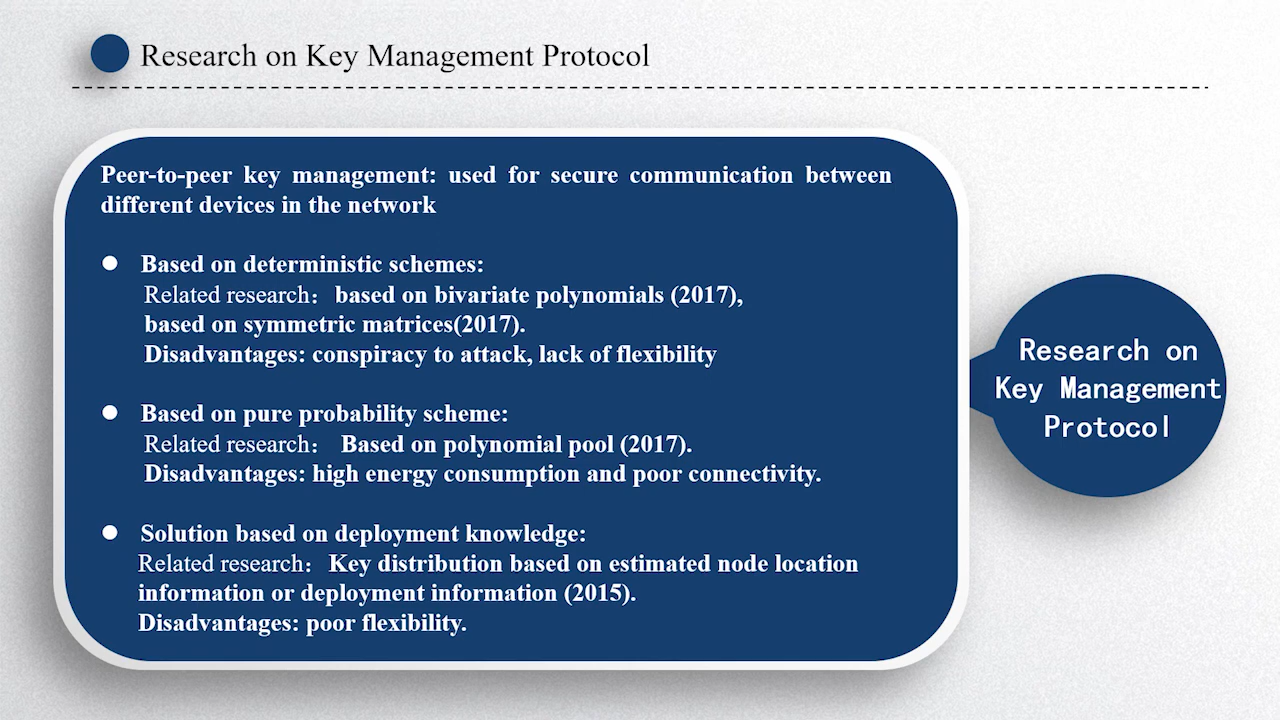 Research on Key Management Protocol
Peer-to-peer key management: used for secure communication between
different devices in the network
● Based on deterministic schemes:
Related research： based on bivariate polynomials (2017),
based on symmetric matrices(2017).
Disadvantages: conspiracy to attack, lack of flexibility
● Based on pure probability scheme:
Related research： Based on polynomial pool (2017).
Disadvantages: high energy consumption and poor connectivity.
● Solution based on deployment knowledge:
Related research： Key distribution based on estimated node location
information or deployment information (2015).
Disadvantages: poor flexibility.
Research on
Key Management
Protocol